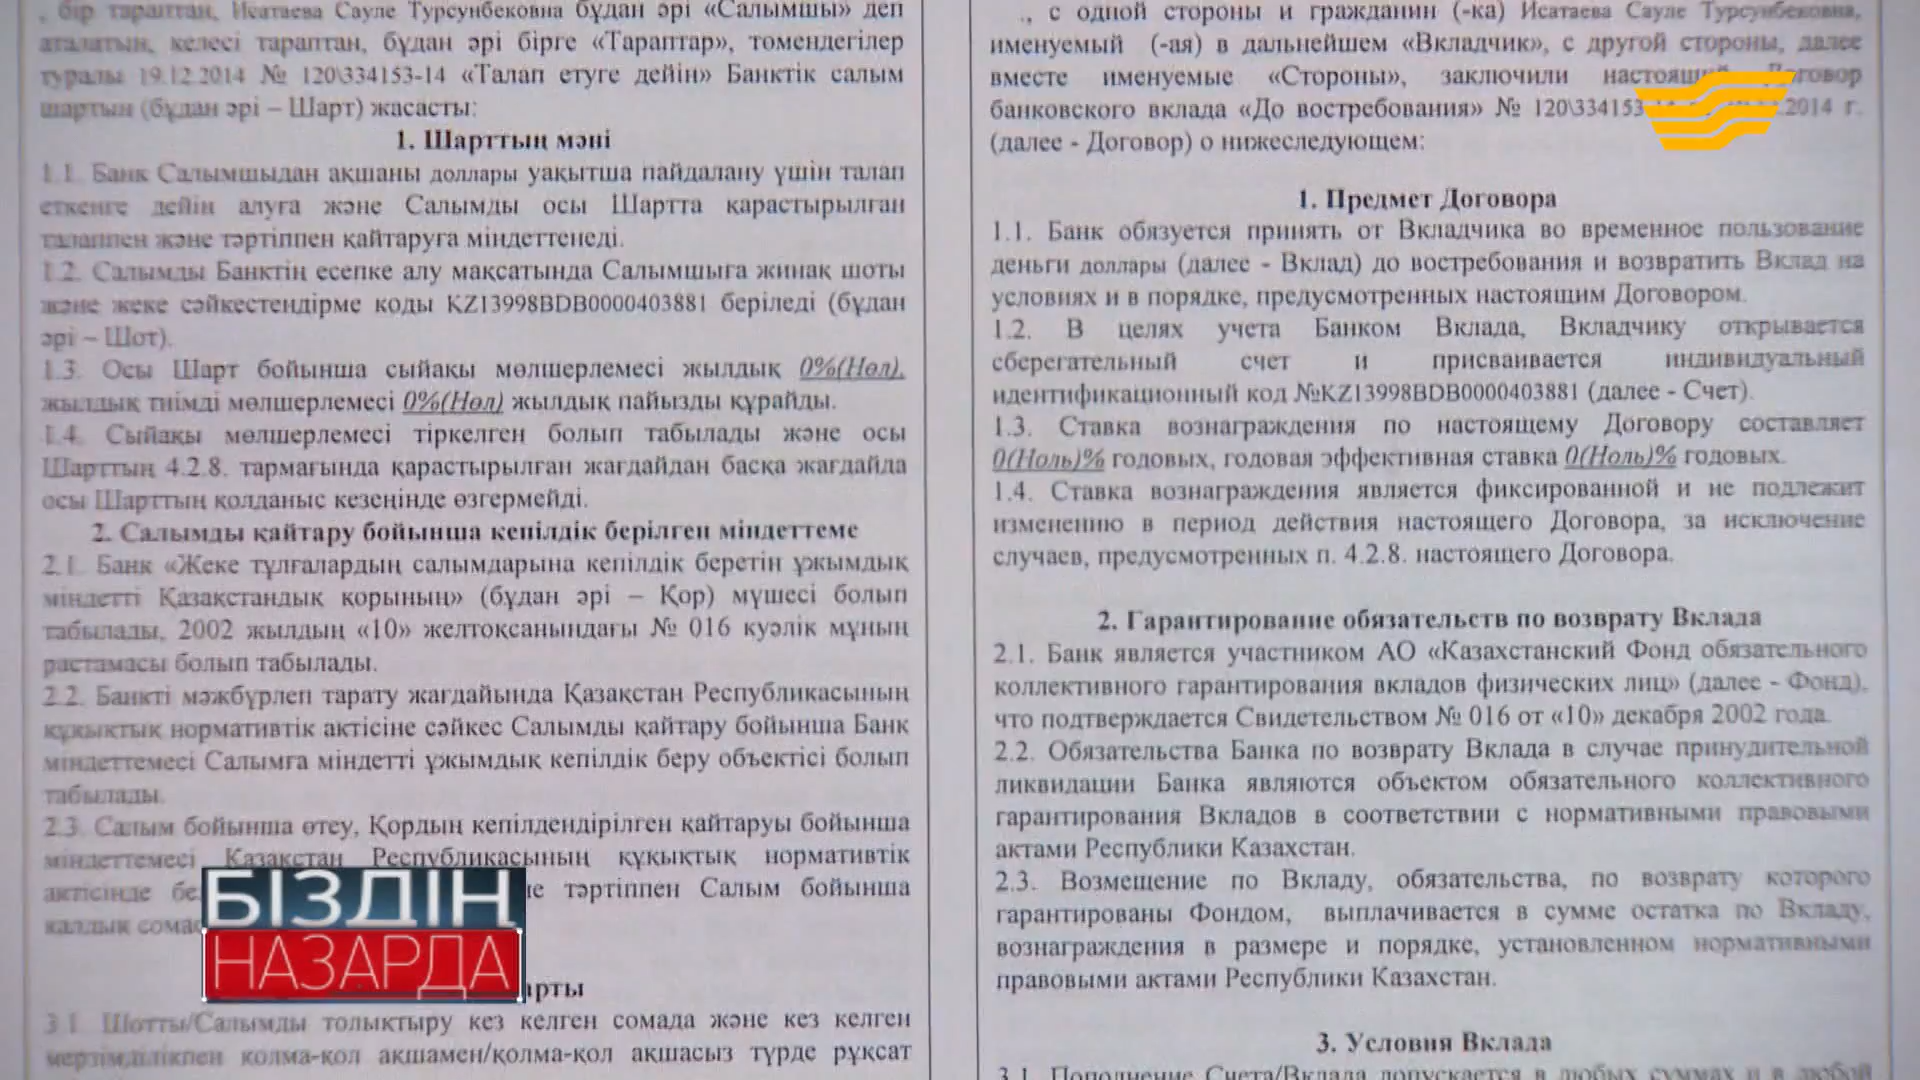 , бір тараптан, Исатаева Сауле Турсунбековна бұдан әрі «Салымшы» деп
аталатын, келесі тараптан, бұдан әрі бірге «Тараптар», төмендегілер
туралы 19.12.2014 № 120\334153-14 «Талап етуге дейін» Банктік салым
шартын (бұдан әрі – Шарт) жасасты:
1. Шарттың мәні
1.1. Банк Салымшыдан ақшаны доллары уақытша пайдалану үшін талап
еткенге дейін алуға және Салымды осы Шартта қарастырылған
талаппен және тәртіппен қайтаруға міндеттенеді.
1.2. Салымды Банктің есепке алу мақсатында Салымшыға жинақ шоты
және жеке сәйкестендірме коды KZ13998BDB0000403881 беріледі (бұдан
әрі – Шот).
1.3. Осы Шарт бойынша сыйақы мөлшерлемесі жылдық 0%(Нөл),
жылдық тиімді мөлшерлемесі 0%(Нөл) жылдық пайызды құрайды.
1.4. Сыйақы мөлшерлемесі тіркелген болып табылады және осы
Шарттың 4.2.8. тармағында қарастырылған жағдайдан басқа жағдайда
осы Шарттың қолданыс кезеңінде өзгермейді.
2. Салымды қайтару бойынша кепілдік берілген міндеттеме
2.1. Банк «Жеке тұлғалардың салымдарына кепілдік беретін ұжымдық
міндетті Қазақстандық қорының» (бұдан әрі – Қор) мүшесі болып
табылады, 2002 жылдың «10» желтоқсанындағы № 016 куәлік мұның
растамасы болып табылады.
2.2. Банкті мәжбүрлеп тарату жағдайында Қазақстан Республикасының
құқықтық нормативтік актісіне сәйкес Салымды қайтару бойынша Банк
міндеттемесі Салымға міндетті ұжымдық кепілдік беру объектісі болып
табылады.
2.3. Салым бойынша өтеу, Қордың кепілдендірілген қайтаруы бойынша
міндеттемесі Қазақстан Республикасының құқықтық нормативтік
актісінде бе тәртіппен Салым бойынша
қалдық сомас
арты
3.1. Шотты/Салымды толықтыру кез келген сомада және кез келген
мерзімділікпен қолма-қол ақшамен/қолма-қол ақшасыз түрде рұқсат
., с одной стороны и гражданин (-ка) Исатаева Сауле Турсунбековна,
именуемый (-ая) в дальнейшем «Вкладчик», с другой стороны, далее
вместе именуемые «Стороны», заключили настоящий Договор
банковского вклада «До востребования» № 120\334153 .2014 г.
(далее - Договор) о нижеследующем:
1. Предмет Договора
1.1. Банк обязуется принять от Вкладчика во временное пользование
деньги доллары (далее - Вклад) до востребования и возвратить Вклад на
условиях и в порядке, предусмотренных настоящим Договором.
1.2. В целях учета Банком Вклада, Вкладчику открывается
сберегательный счет и присваивается индивидуальный
идентификационный код №KZ13998BDB0000403881 (далее - Счет).
1.3. Ставка вознаграждения по настоящему Договору составляет
0(Ноль)% годовых, годовая эффективная ставка 0(Ноль)% годовых.
1.4. Ставка вознаграждения является фиксированной и не подлежит
изменению в период действия настоящего Договора, за исключение
случаев, предусмотренных п. 4.2.8. настоящего Договора.
2. Гарантирование обязательств по возврату Вклада
2.1. Банк является участником АО «Казахстанский Фонд обязательного
коллективного гарантирования вкладов физических лиц» (далее - Фонд),
что подтверждается Свидетельством № 016 от «10» декабря 2002 года.
2.2. Обязательства Банка по возврату Вклада в случае принудительной
ликвидации Банка являются объектом обязательного коллективного
гарантирования Вкладов в соответствии с нормативными правовыми
актами Республики Казахстан.
2.3. Возмещение по Вкладу, обязательства, по возврату которого
гарантированы Фондом, выплачивается в сумме остатка по Вкладу,
вознаграждения в размере и порядке, установленном нормативными
правовыми актами Республики Казахстан.
3. Условия Вклада
3.1. Пополнение Счета/Вклада допускается в любых суммах и в любой
БІЗДІҢ
НАЗАРДА